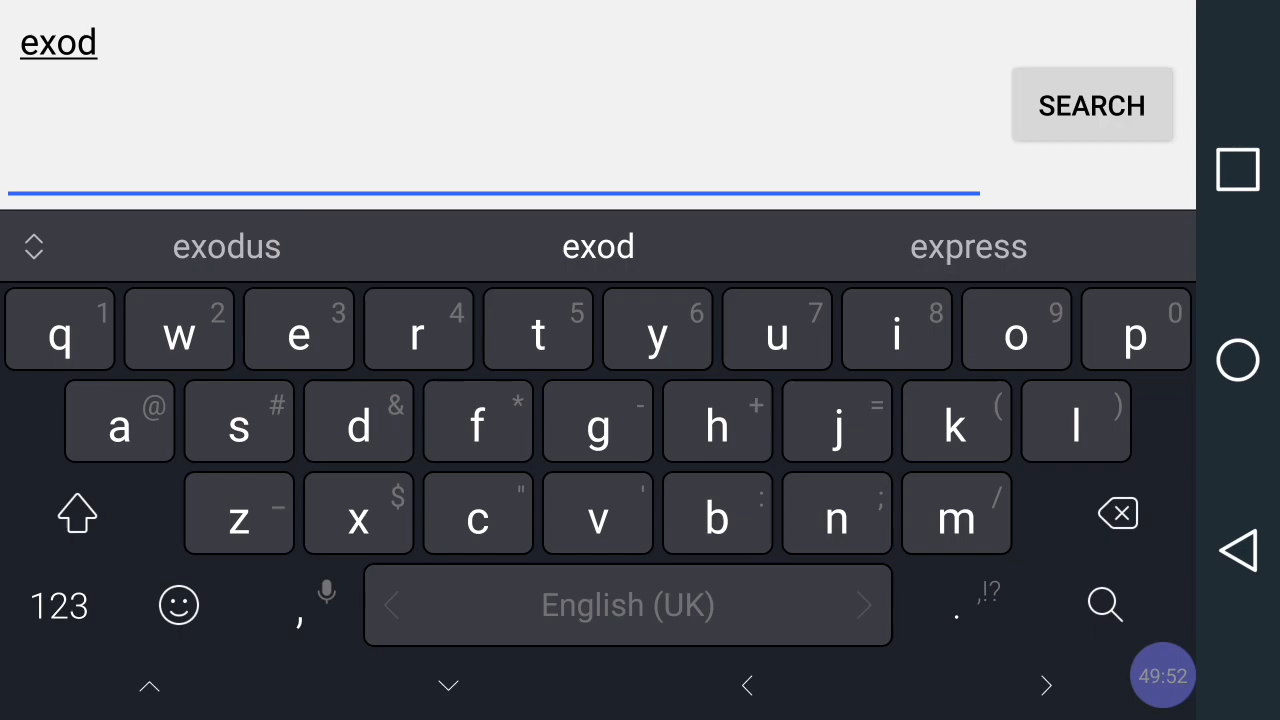 exod
SEARCH
exodus exod express
q 1 w 2 e 3 r 4 t 5 y 6 u 7 i 8 o 9 p 0
a @ s # d & f * g - h + j = k ( l )
z _ x $ c " v ' b : n ; m /
123 , English (UK) . ,!?
49:52